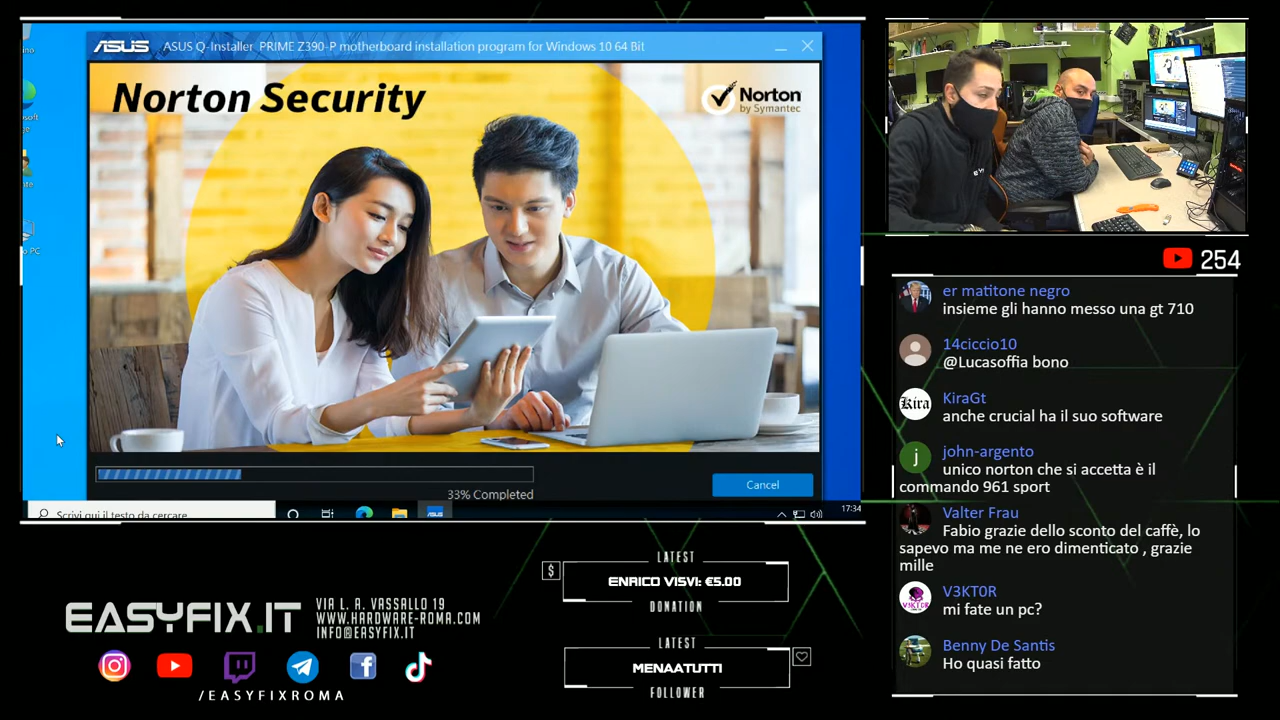 ASUS ASUS Q-Installer PRIME Z390-P motherboard installation program for Windows 10 64 Bit
Norton Security
Norton
by Symantec
33% Completed
Cancel
Scrivi qui il testo da cercare
17:34
254
er matitone negro
insieme gli hanno messo una gt 710
14ciccio10
@Lucasoffia bono
Kira
KiraGt
anche crucial ha il suo software
j
john-argento
unico norton che si accetta è il
commando 961 sport
Valter Frau
Fabio grazie dello sconto del caffè, lo
sapevo ma me ne ero dimenticato , grazie
mille
V3KT0R
mi fate un pc?
Benny De Santis
Ho quasi fatto
EASYFIX.IT
VIA L. A. VASSALLO 19
WWW.HARDWARE-ROMA.COM
INFO@EASYFIX.IT
/EASYFIXROMA
LATEST
$
ENRICO VISVI: €5.00
DONATION
LATEST
MENAATUTTI
FOLLOWER